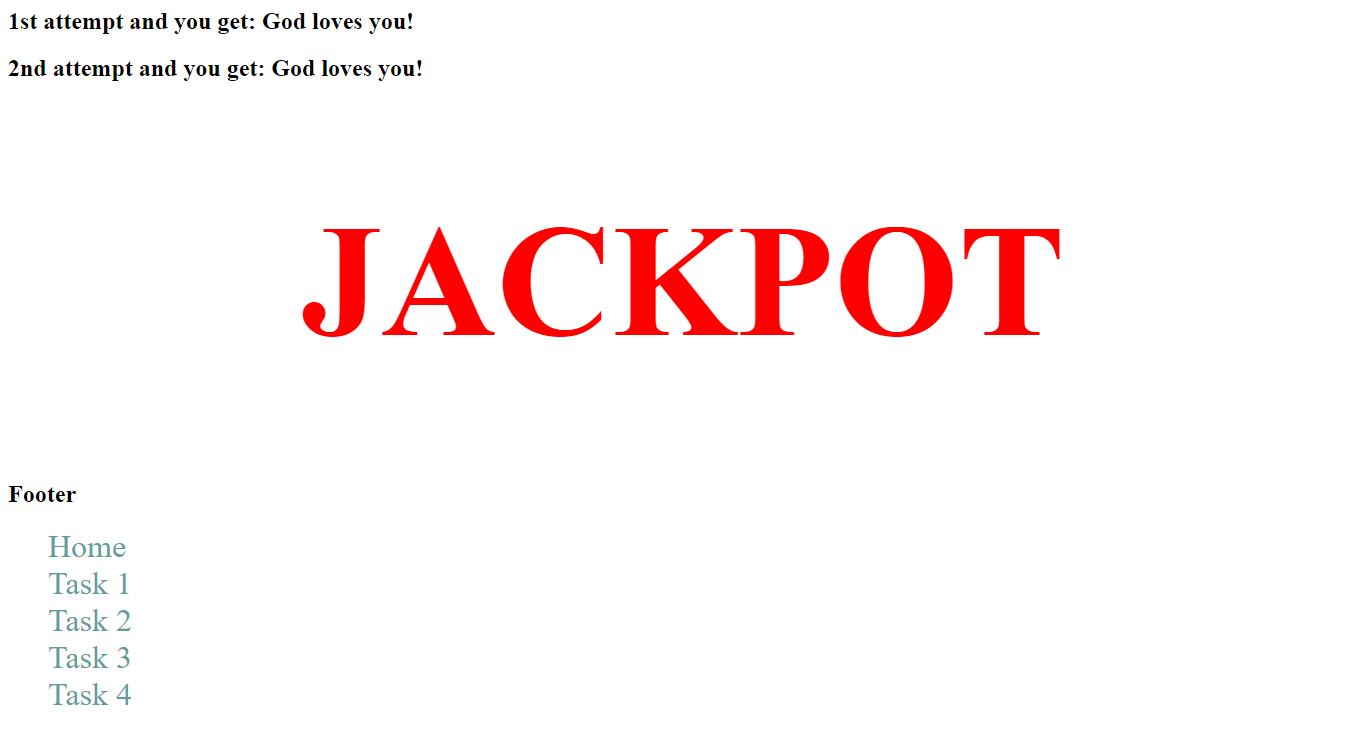 1st attempt and you get: God loves you!
2nd attempt and you get: God loves you!
JACKPOT
Footer
Home
Task 1
Task 2
Task 3
Task 4